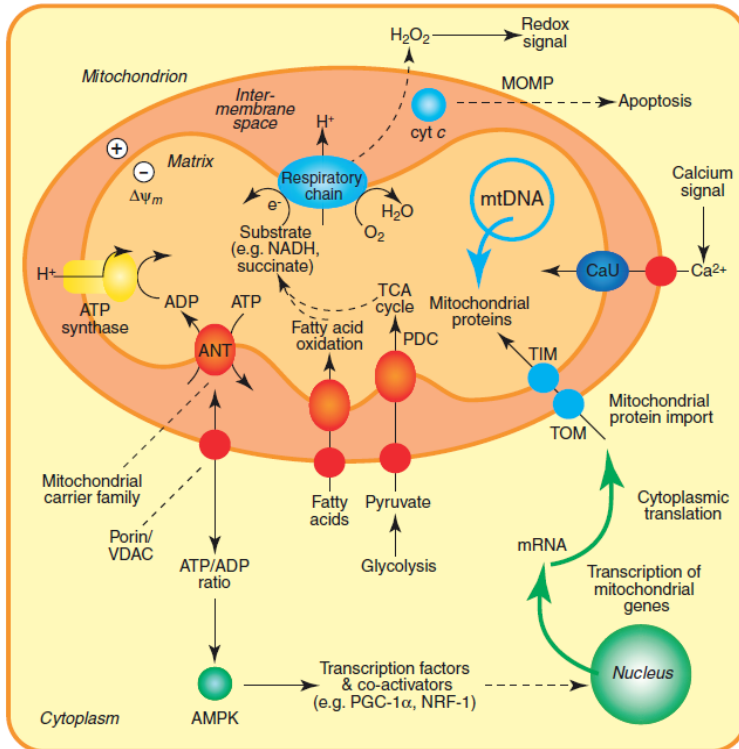 H₂O₂
Redox
signal
Mitochondrion
MOMP
Inter-
membrane
space
H⁺
cyt c
Apoptosis
+
−
Δψm
Matrix
Respiratory
chain
mtDNA
Calcium
signal
e-
H₂O
O₂
Substrate
(e.g. NADH,
succinate)
H⁺
CaU
Ca²⁺
ATP
synthase
ADP
ATP
TCA
cycle
Mitochondrial
proteins
Fatty acid
oxidation
PDC
ANT
TIM
TOM
Mitochondrial
protein import
Mitochondrial
carrier family
Fatty
acids
Pyruvate
Cytoplasmic
translation
Porin/
VDAC
ATP/ADP
ratio
Glycolysis
mRNA
Transcription of
mitochondrial
genes
Nucleus
Transcription factors
& co-activators
(e.g. PGC-1α, NRF-1)
Cytoplasm
AMPK